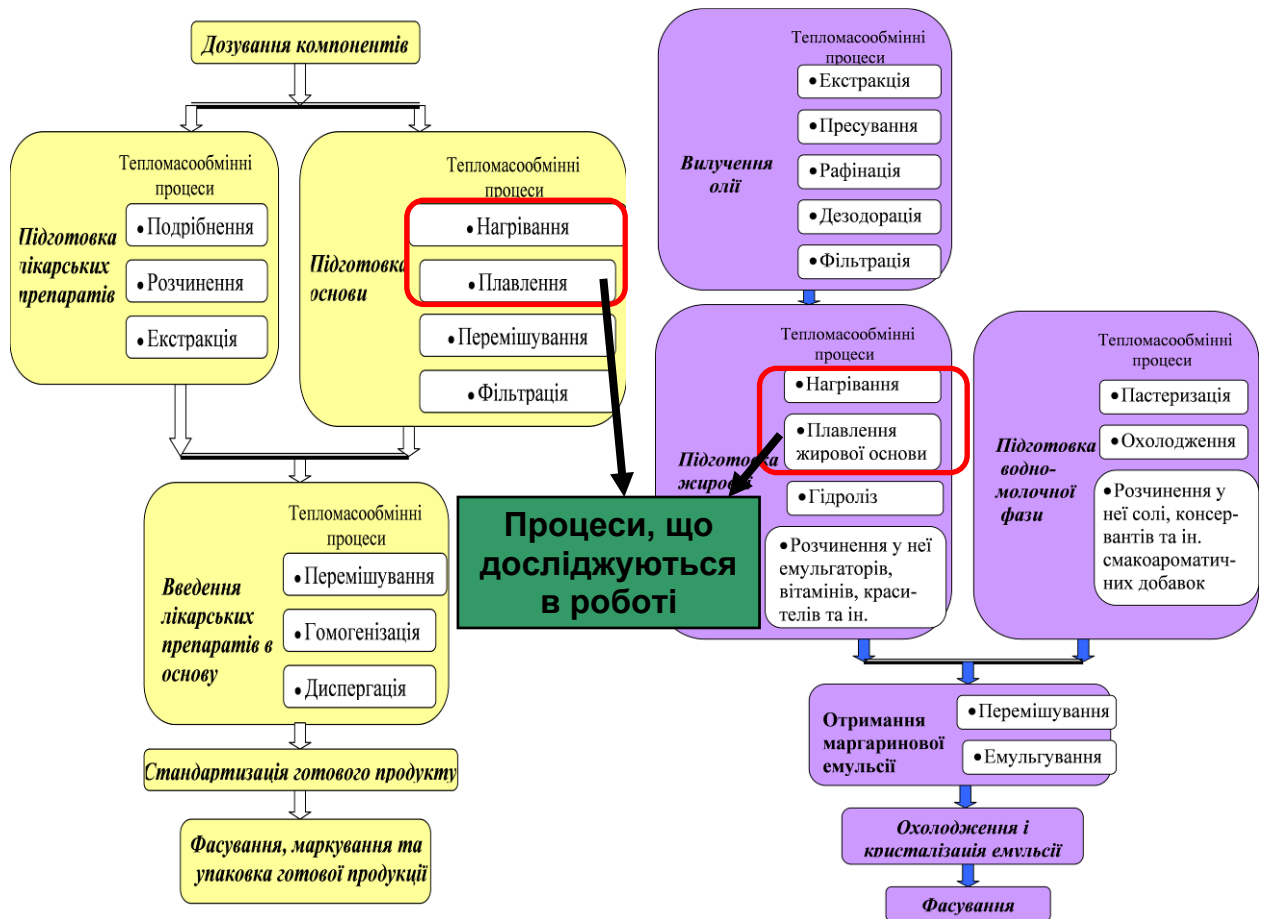 Дозування компонентів
Підготовка
лікарських
препаратів
Тепломасообмінні
процеси
•Подрібнення
•Розчинення
•Екстракція
Підготовка
основи
Тепломасообмінні
процеси
•Нагрівання
•Плавлення
•Перемішування
•Фільтрація
Введення
лікарських
препаратів в
основу
Тепломасообмінні
процеси
•Перемішування
•Гомогенізація
•Диспергація
Стандартизація готового продукту
Фасування, маркування та
упаковка готової продукції
Процеси, що
досліджуються
в роботі
Вилучення
олії
Тепломасообмінні
процеси
•Екстракція
•Пресування
•Рафінація
•Дезодорація
•Фільтрація
Підготовка
жирової
Тепломасообмінні
процеси
•Нагрівання
•Плавлення
жирової основи
•Гідроліз
•Розчинення у неї
емульгаторів,
вітамінів, краси-
телів та ін.
Підготовка
водно-
молочної
фази
Тепломасообмінні
процеси
•Пастеризація
•Охолодження
•Розчинення у
неї солі, консер-
вантів та ін.
смакоароматич-
них добавок
Отримання
маргаринової
емульсії
•Перемішування
•Емульгування
Охолодження і
кристалізація емульсії
Фасування